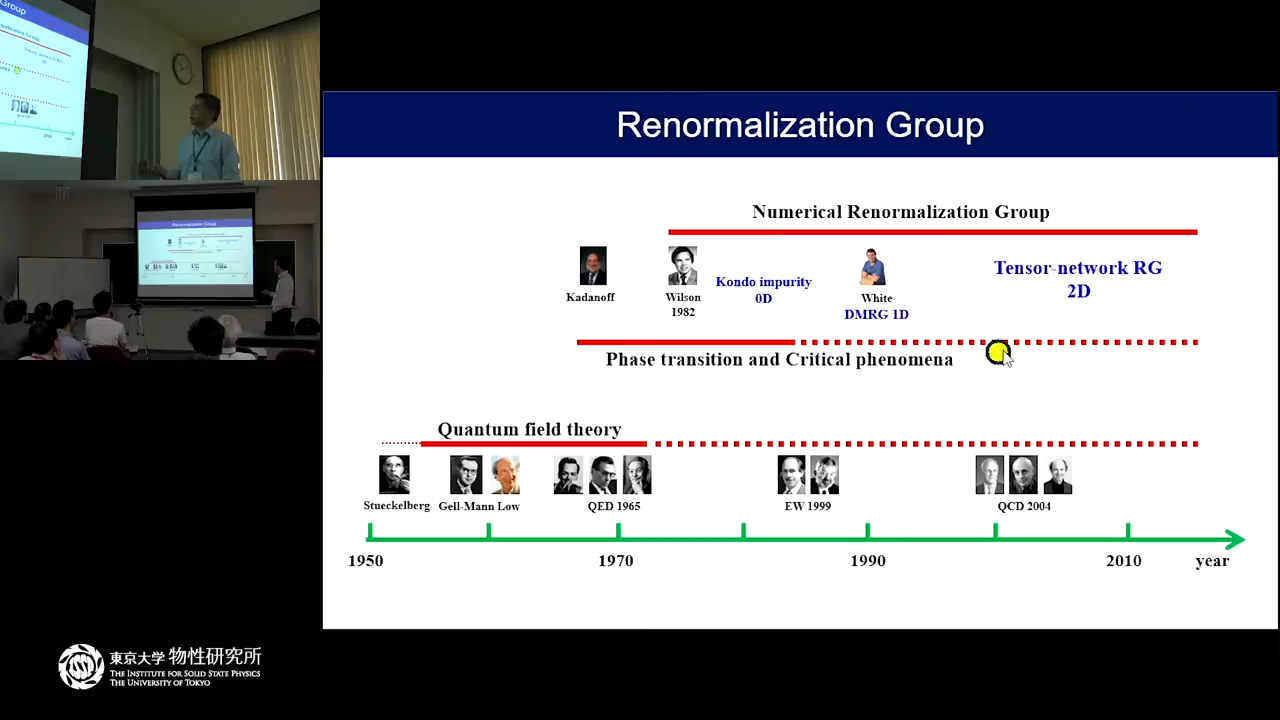 Renormalization Group
Numerical Renormalization Group
Kadanoff
Wilson
1982
Kondo impurity
0D
White
DMRG 1D
Tensor-network RG
2D
Phase transition and Critical phenomena
Quantum field theory
Stueckelberg
Gell-Mann Low
QED 1965
EW 1999
QCD 2004
1950
1970
1990
2010
year
東京大学 物性研究所
THE INSTITUTE FOR SOLID STATE PHYSICS
THE UNIVERSITY OF TOKYO